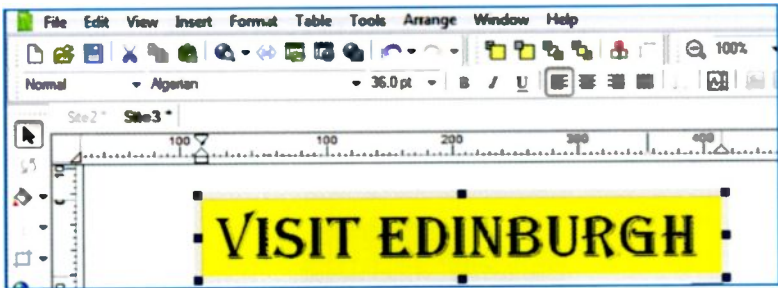 File Edit View Insert Format Table Tools Arrange Window Help
100%
Normal Algerian 36.0 pt B I U A
Site2 * Site3 *
100 100 200 300 400
0
VISIT EDINBURGH